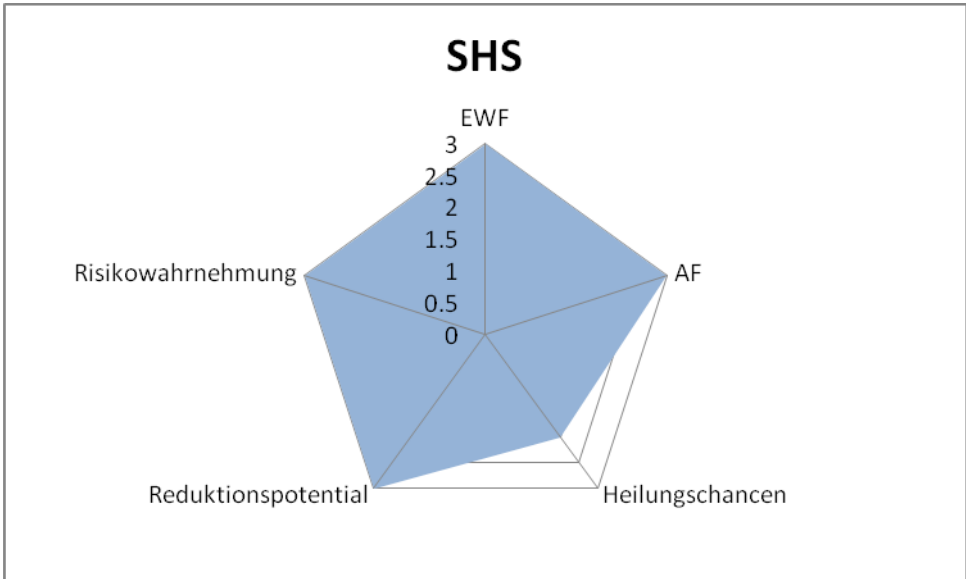 SHS
EWF
3
2.5
2
1.5
1
0.5
0
AF
Risikowahrnehmung
Reduktionspotential
Heilungschancen